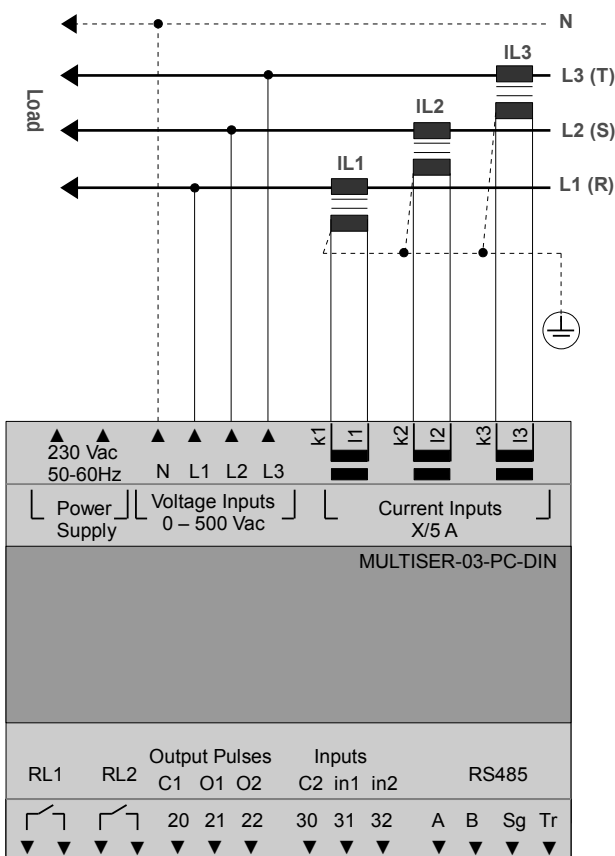 N
IL3
L3 (T)
IL2
L2 (S)
IL1
L1 (R)
Load
k1 l1 k2 l2 k3 l3
230 Vac
50-60Hz
N L1 L2 L3
Power
Supply
Voltage Inputs
0 – 500 Vac
Current Inputs
X/5 A
MULTISER-03-PC-DIN
RL1 RL2
Output Pulses
C1 O1 O2
Inputs
C2 in1 in2
RS485
20 21 22 30 31 32 A B Sg Tr